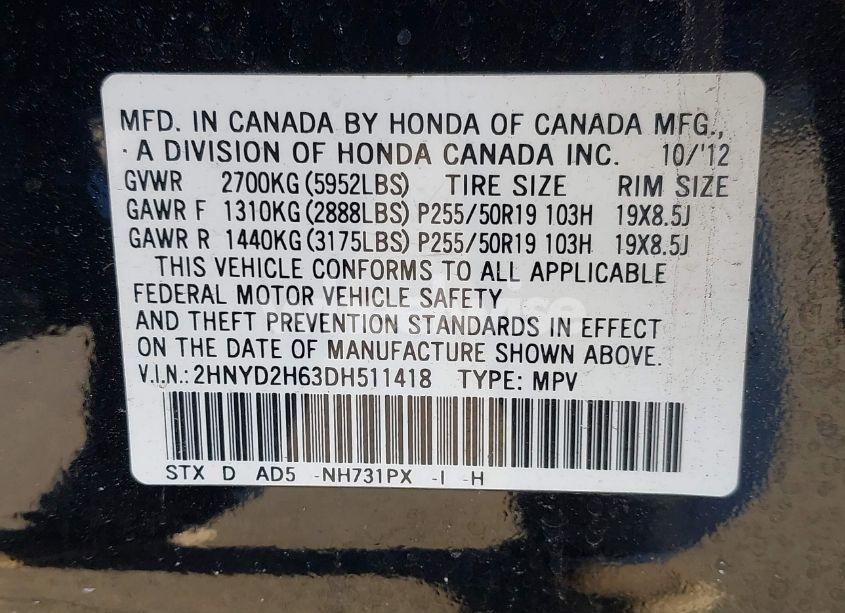 MFD. IN CANADA BY HONDA OF CANADA MFG.,
A DIVISION OF HONDA CANADA INC. 10/'12
GVWR 2700KG (5952LBS) TIRE SIZE RIM SIZE
GAWR F 1310KG (2888LBS) P255/50R19 103H 19X8.5J
GAWR R 1440KG (3175LBS) P255/50R19 103H 19X8.5J
THIS VEHICLE CONFORMS TO ALL APPLICABLE
FEDERAL MOTOR VEHICLE SAFETY
AND THEFT PREVENTION STANDARDS IN EFFECT
ON THE DATE OF MANUFACTURE SHOWN ABOVE.
V.I.N.: 2HNYD2H63DH511418 TYPE: MPV
STX D AD5 -NH731PX -I -H